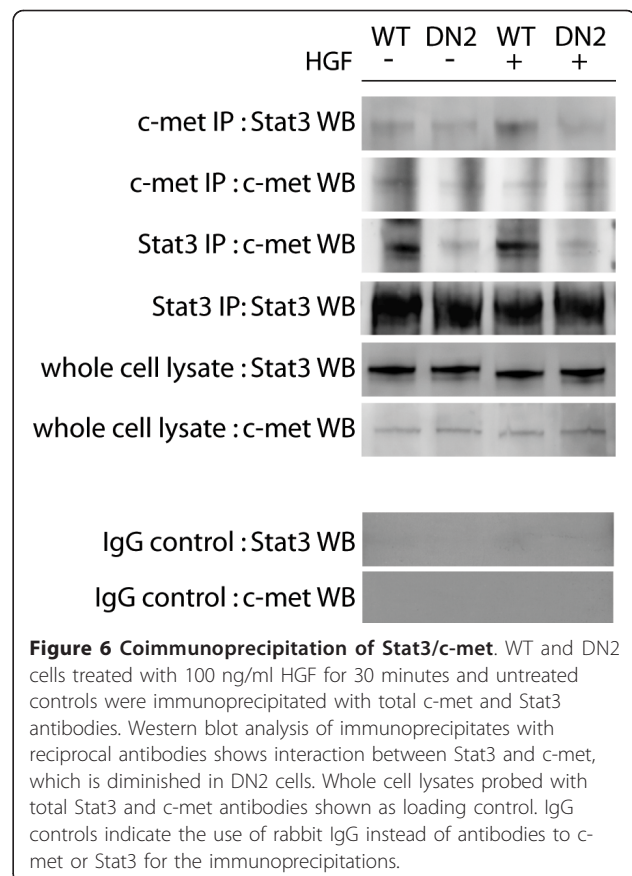 WT DN2 WT DN2
HGF - - + +
c-met IP : Stat3 WB
c-met IP : c-met WB
Stat3 IP : c-met WB
Stat3 IP: Stat3 WB
whole cell lysate : Stat3 WB
whole cell lysate : c-met WB
IgG control : Stat3 WB
IgG control : c-met WB
Figure 6 Coimmunoprecipitation of Stat3/c-met. WT and DN2
cells treated with 100 ng/ml HGF for 30 minutes and untreated
controls were immunoprecipitated with total c-met and Stat3
antibodies. Western blot analysis of immunoprecipitates with
reciprocal antibodies shows interaction between Stat3 and c-met,
which is diminished in DN2 cells. Whole cell lysates probed with
total Stat3 and c-met antibodies shown as loading control. IgG
controls indicate the use of rabbit IgG instead of antibodies to c-
met or Stat3 for the immunoprecipitations.